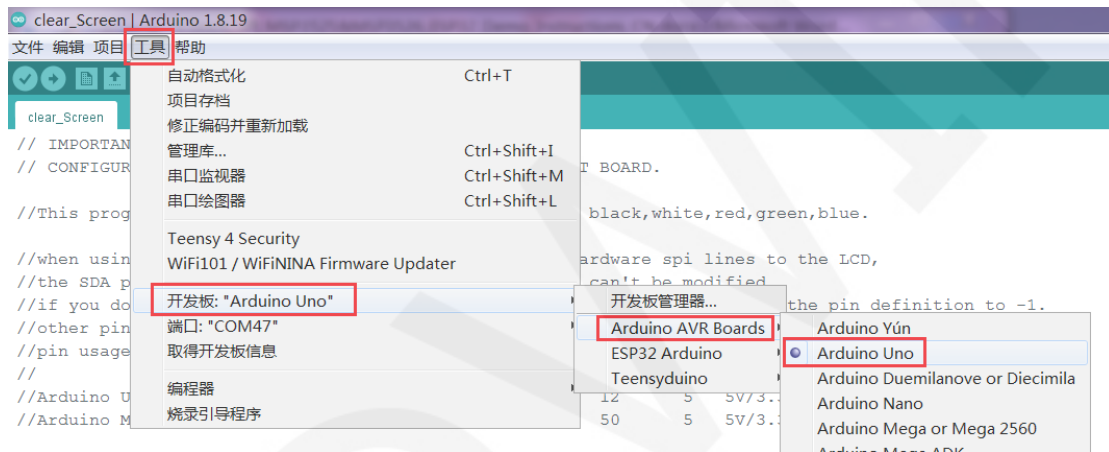 clear_Screen | Arduino 1.8.19
文件 编辑 项目 工具 帮助
自动格式化 Ctrl+T
项目存档
修正编码并重新加载
管理库... Ctrl+Shift+I
串口监视器 Ctrl+Shift+M
串口绘图器 Ctrl+Shift+L
Teensy 4 Security
WiFi101 / WiFiNINA Firmware Updater
开发板: "Arduino Uno"
端口: "COM47"
取得开发板信息
编程器
烧录引导程序
开发板管理器...
Arduino AVR Boards
ESP32 Arduino
Teensyduino
Arduino Yún
Arduino Uno
Arduino Duemilanove or Diecimila
Arduino Nano
Arduino Mega or Mega 2560
Arduino Mega ADK
clear_Screen
// IMPORTAN
// CONFIGUR T BOARD.
//This prog black,white,red,green,blue.
//when usin ardware spi lines to the LCD,
//the SDA p can't be modified
//if you do the pin definition to -1.
//other pin
//pin usage
//
//Arduino U 12 5 5V/3.
//Arduino M 50 5 5V/3.